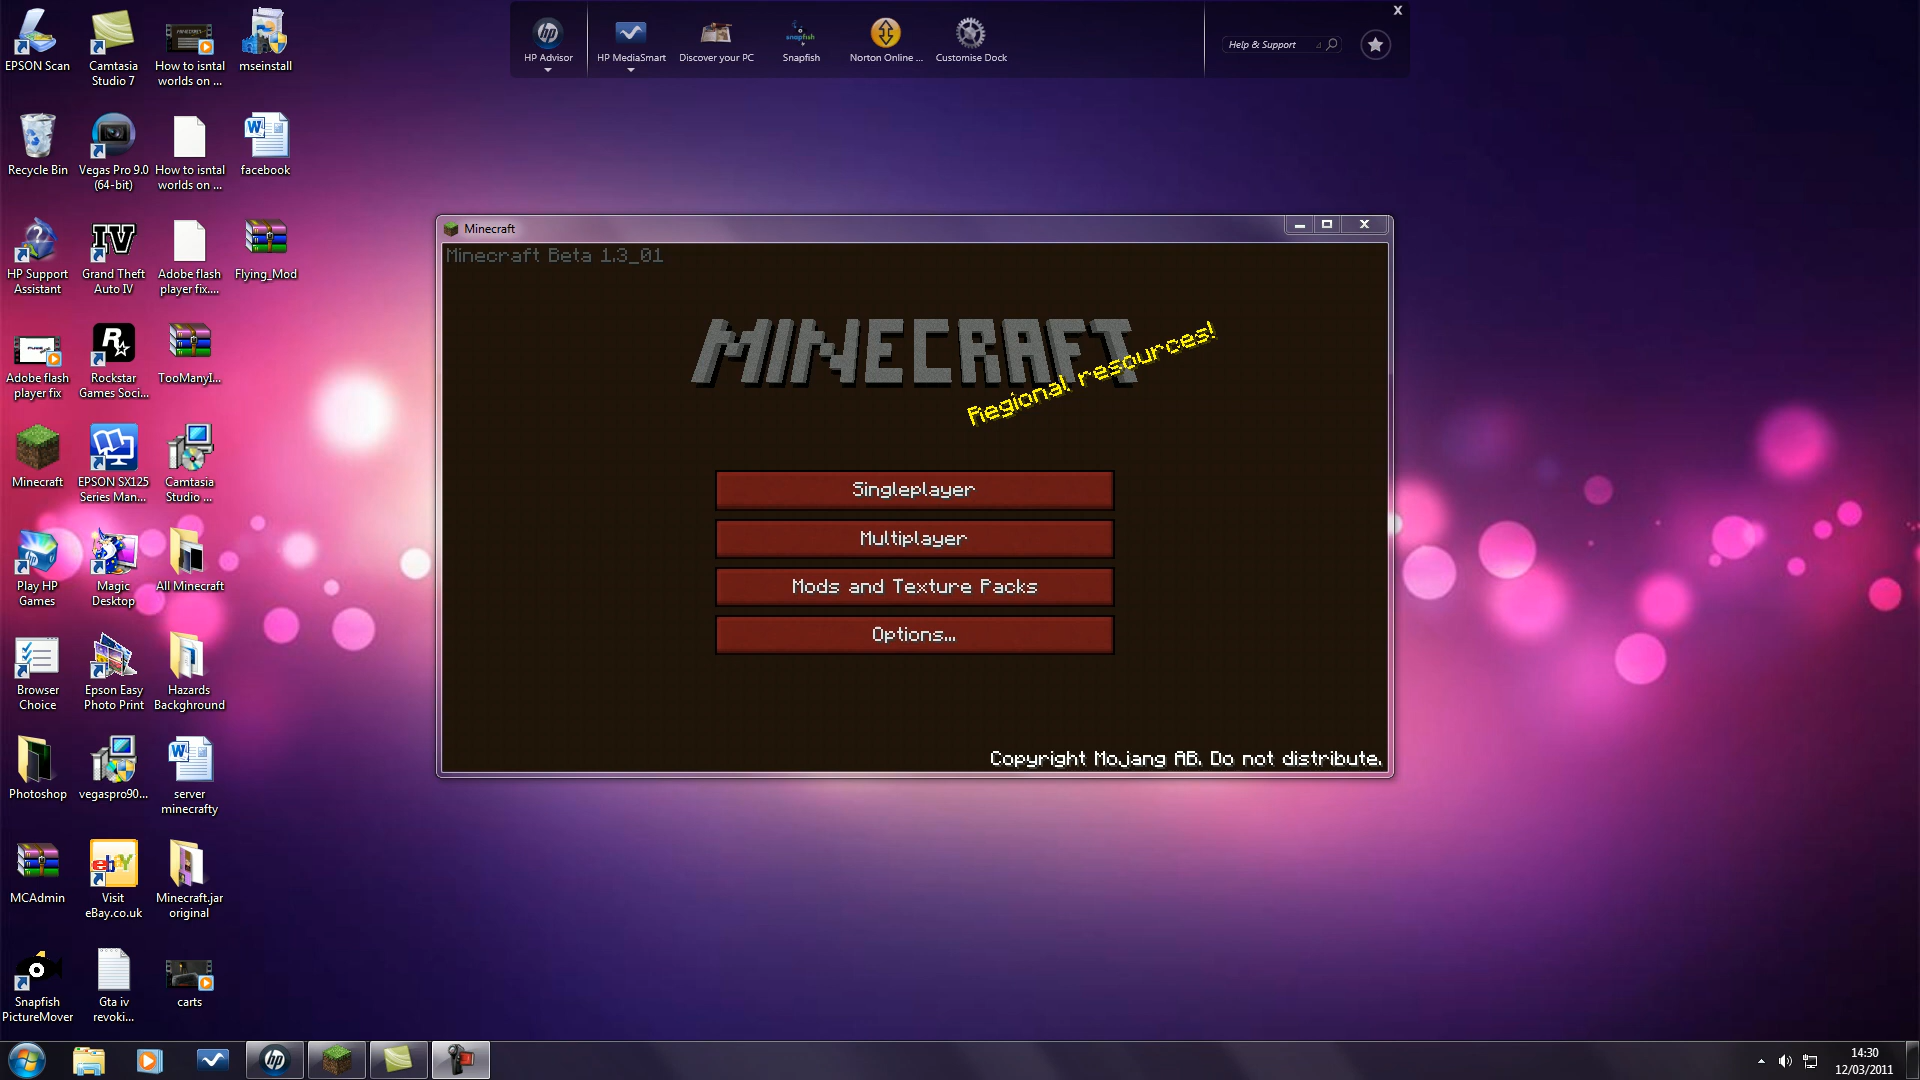 HP Advisor
HP MediaSmart
Discover your PC
snapfish
Snapfish
Norton Online ...
Customise Dock
Help & Support
X
EPSON Scan
Camtasia
Studio 7
How to isntal
worlds on ...
mseinstall
Recycle Bin
Vegas Pro 9.0
(64-bit)
How to isntal
worlds on ...
facebook
HP Support
Assistant
IV
Grand Theft
Auto IV
Adobe flash
player fix....
Flying_Mod
Adobe flash
player fix
Rockstar
Games Soci...
TooManyI...
Minecraft
EPSON SX125
Series Man...
Camtasia
Studio ...
Play HP
Games
Magic
Desktop
All Minecraft
Browser
Choice
Epson Easy
Photo Print
Hazards
Backghround
Photoshop
vegaspro90...
server
minecrafty
MCAdmin
ebay
Visit
eBay.co.uk
Minecraft.jar
original
Snapfish
PictureMover
Gta iv
revoki...
carts
Minecraft
Minecraft Beta 1.3_01
MINECRAFT
Regional resources!
Singleplayer
Multiplayer
Mods and Texture Packs
Options...
Copyright Mojang AB. Do not distribute.
hp
14:30
12/03/2011